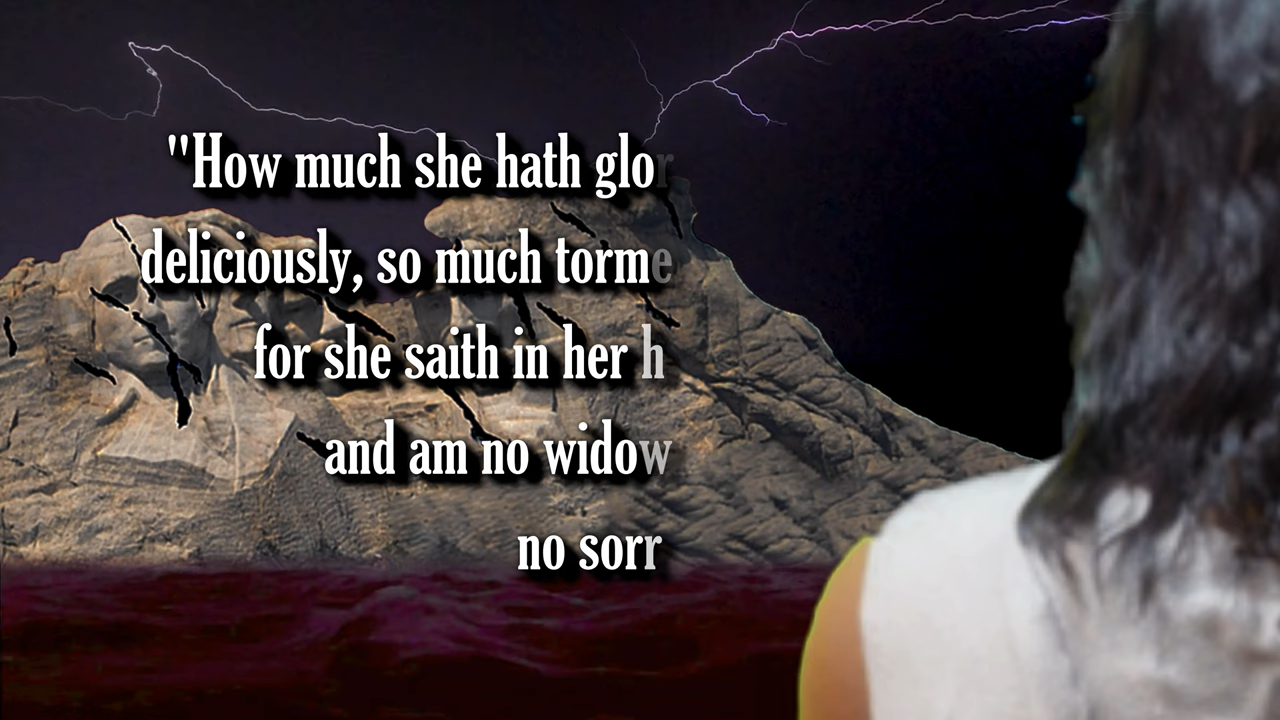 "How much she hath glor
deliciously, so much torme
for she saith in her h
and am no widow
no sorr